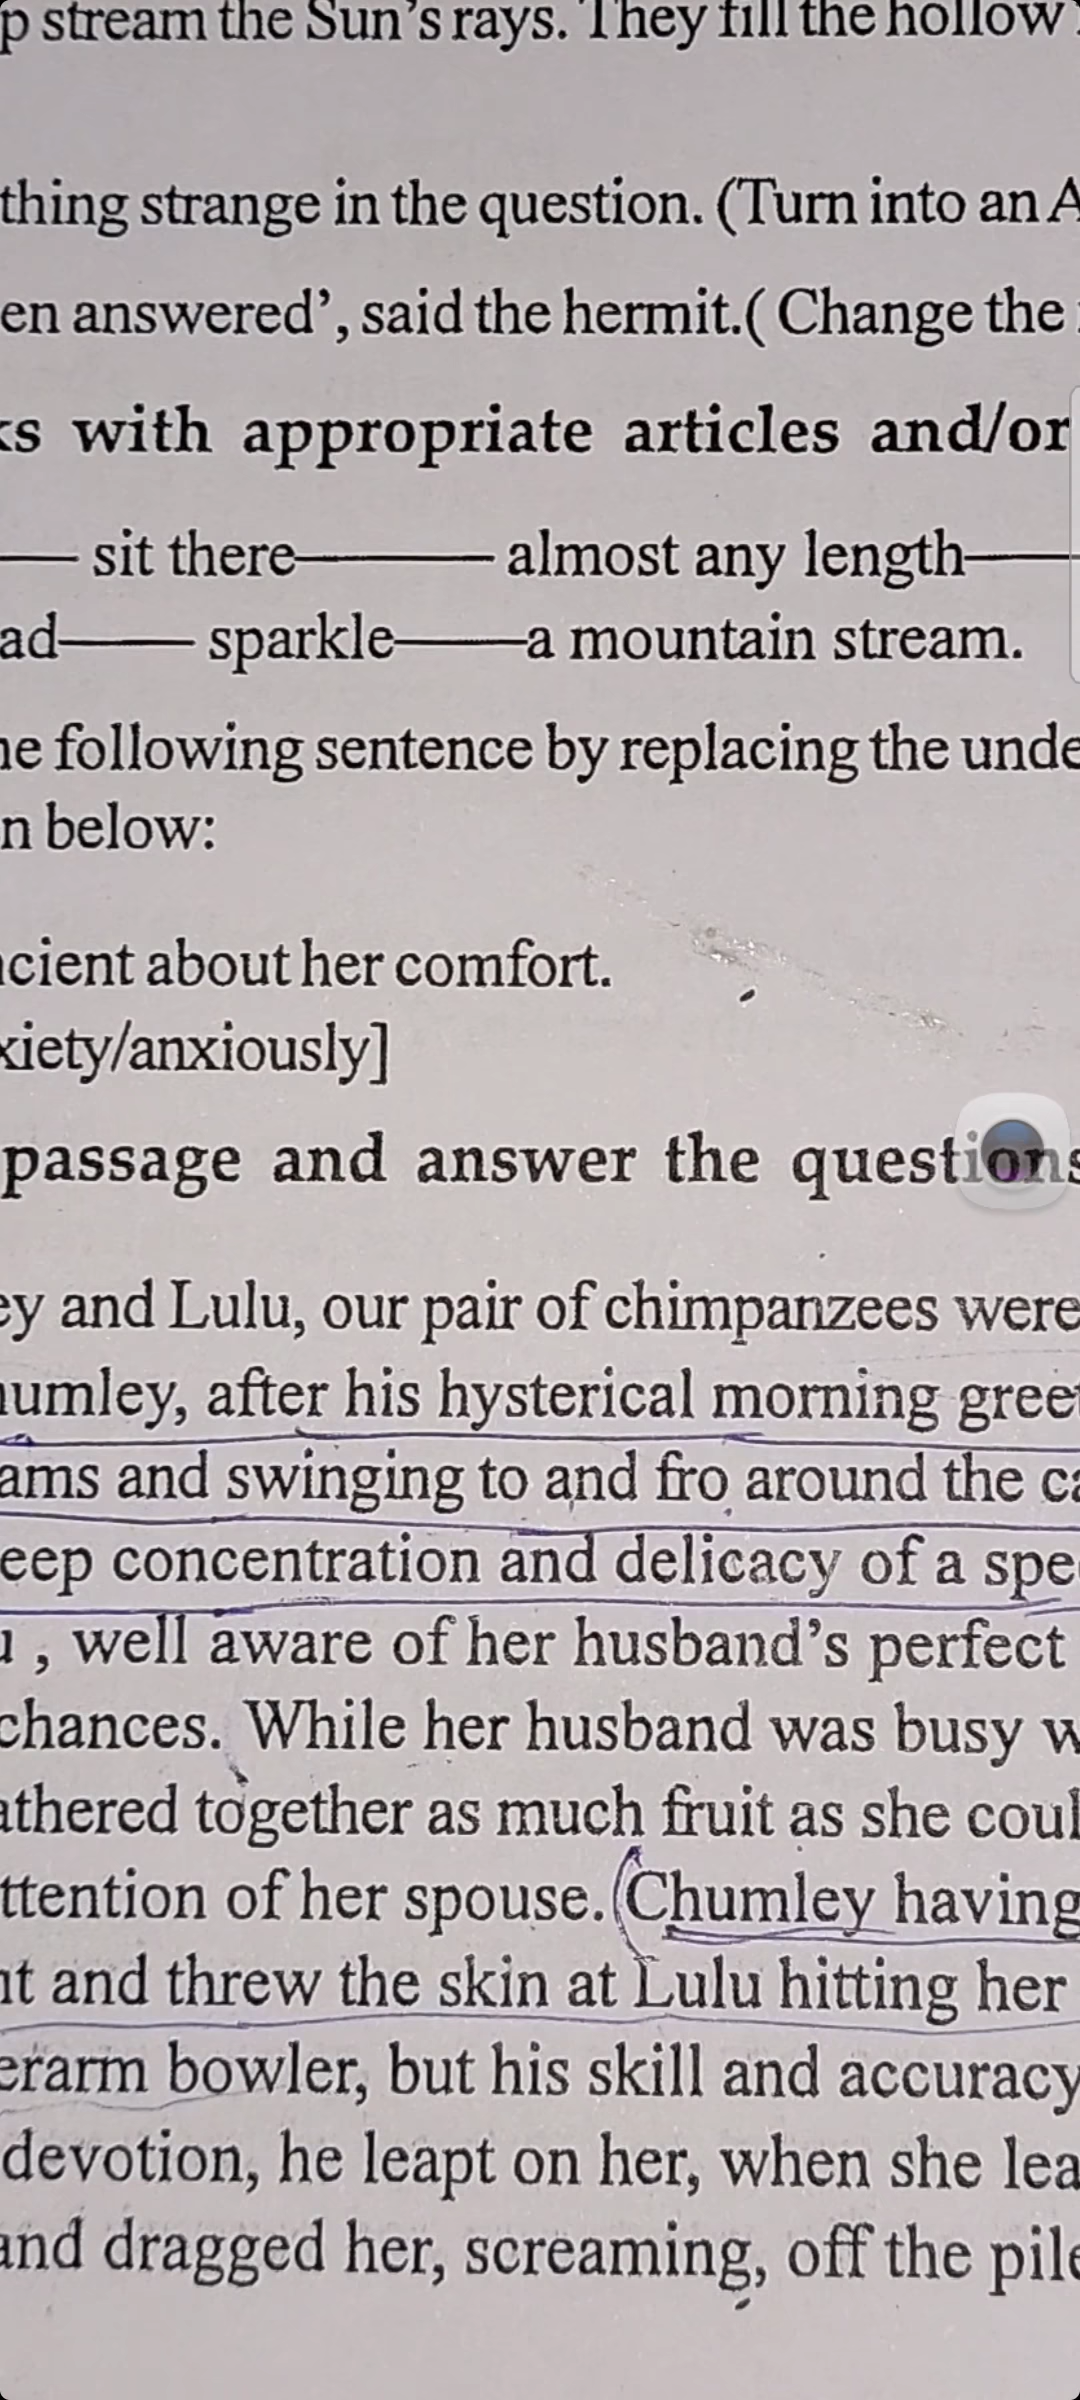 p stream the Sun's rays. They fill the hollow
thing strange in the question. (Turn into an A
en answered’, said the hermit.( Change the
ks with appropriate articles and/or
—— sit there——— almost any length——
ad—— sparkle——a mountain stream.
he following sentence by replacing the unde
n below:
cient about her comfort.
xiety/anxiously]
passage and answer the questions
ey and Lulu, our pair of chimpanzees were
humley, after his hysterical morning greet
ams and swinging to and fro around the ca
eep concentration and delicacy of a spe
u , well aware of her husband’s perfect
chances. While her husband was busy w
athered together as much fruit as she coul
ttention of her spouse. Chumley having
nt and threw the skin at Lulu hitting her
erarm bowler, but his skill and accuracy
devotion, he leapt on her, when she lea
and dragged her, screaming, off the pile